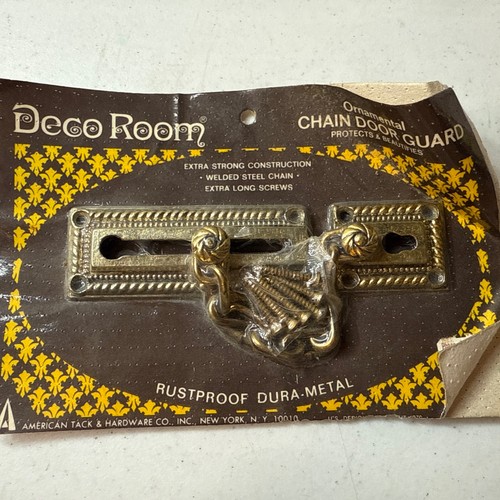 Deco Room®
Ornamental
CHAIN DOOR GUARD
PROTECTS & BEAUTIFIES
EXTRA STRONG CONSTRUCTION
• WELDED STEEL CHAIN •
EXTRA LONG SCREWS
RUSTPROOF DURA-METAL
AMERICAN TACK & HARDWARE CO., INC., NEW YORK, N. Y. 10010